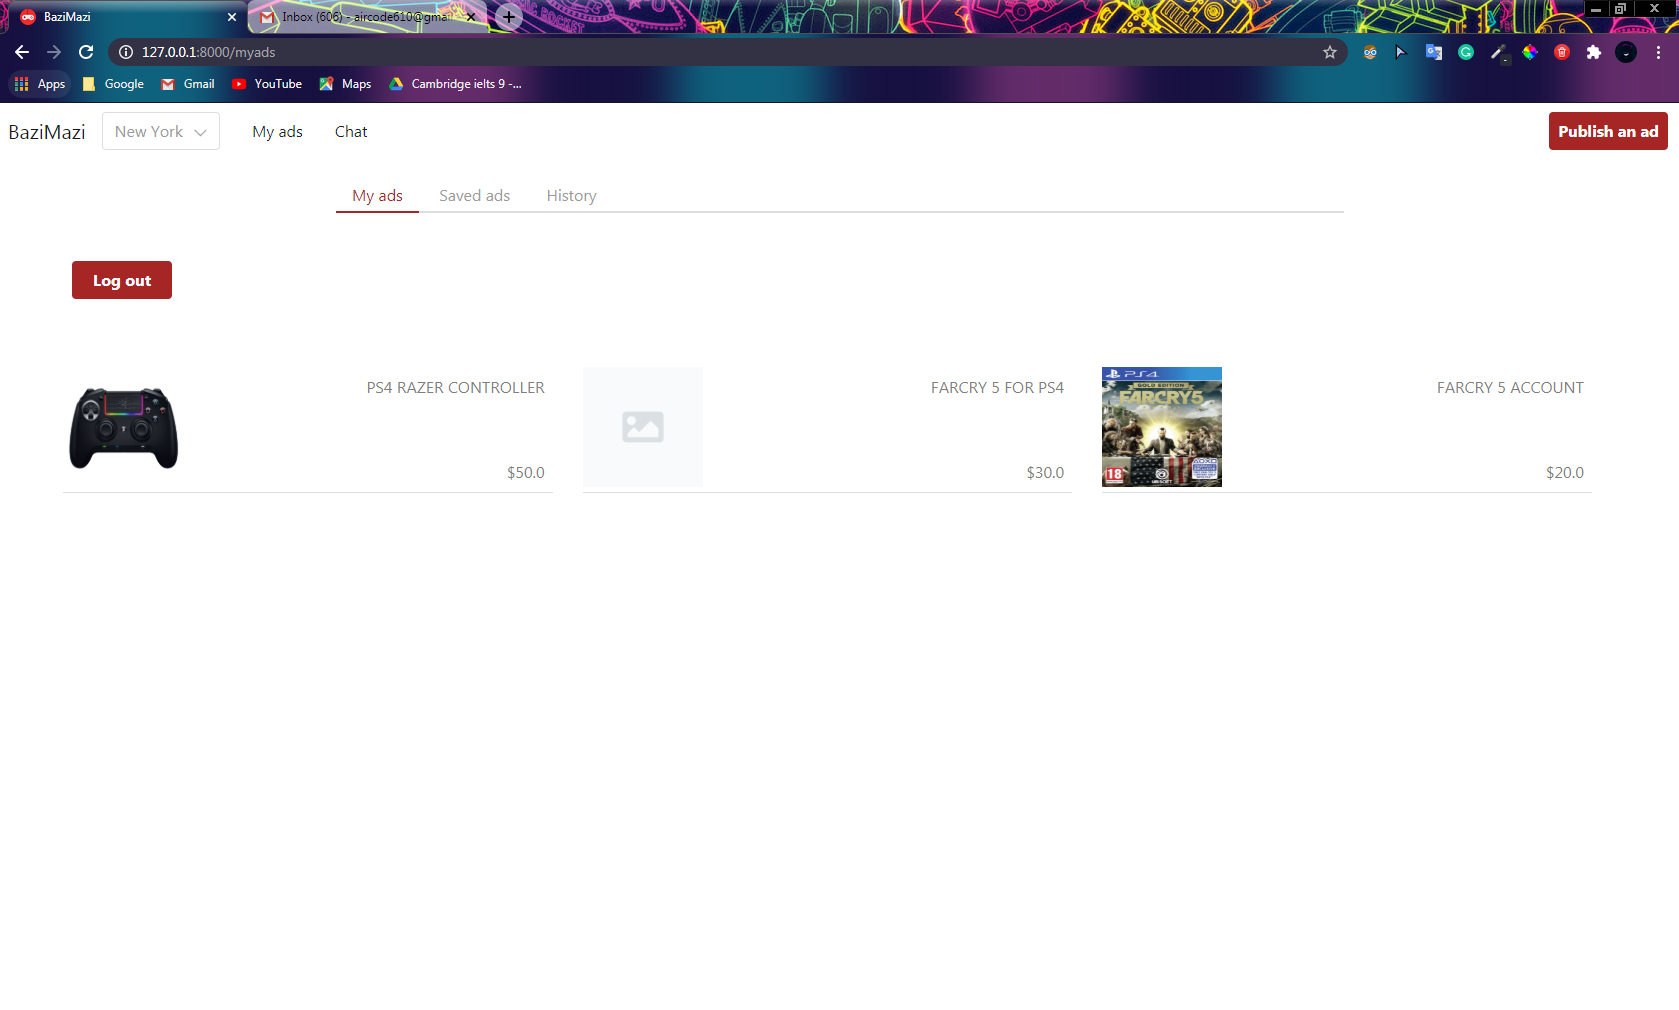 BaziMazi
Inbox (606) - aircode610@gmail
127.0.0.1:8000/myads
Apps
Google
Gmail
YouTube
Maps
Cambridge ielts 9 -...
BaziMazi
New York
My ads
Chat
Publish an ad
My ads
Saved ads
History
Log out
PS4 RAZER CONTROLLER
$50.0
FARCRY 5 FOR PS4
$30.0
PS4
GOLD EDITION
FARCRY5
18
UBISOFT
FARCRY 5 ACCOUNT
$20.0